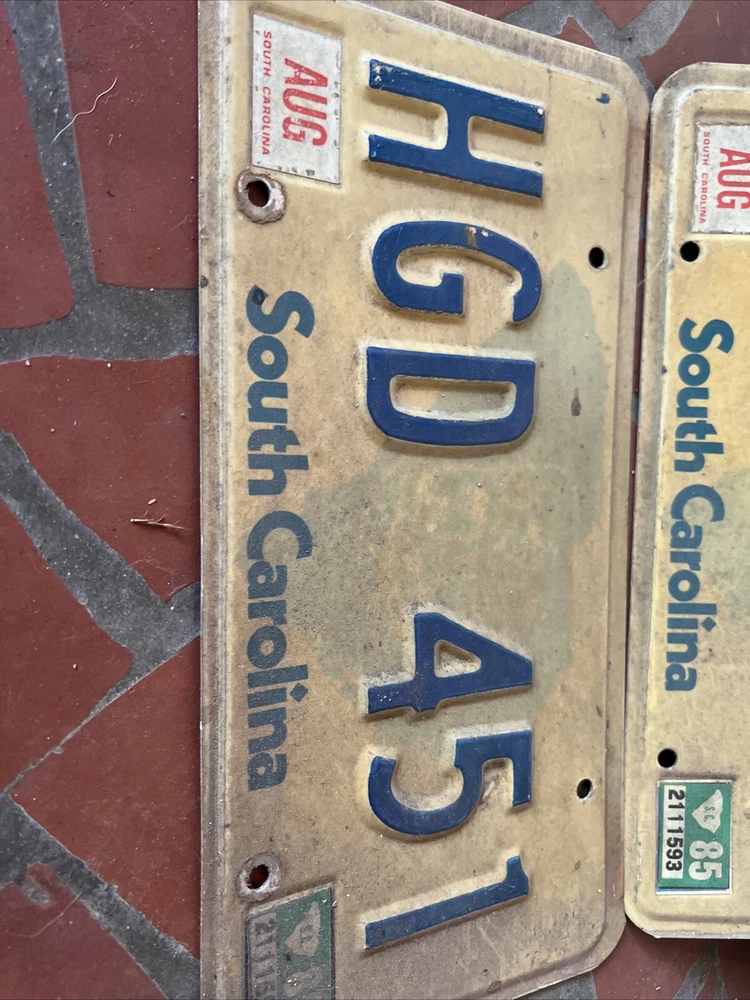 AUG
SOUTH CAROLINA
HGD 451
South Carolina
AUG
SOUTH CAROLINA
South Carolina
S.C. 85
2111593